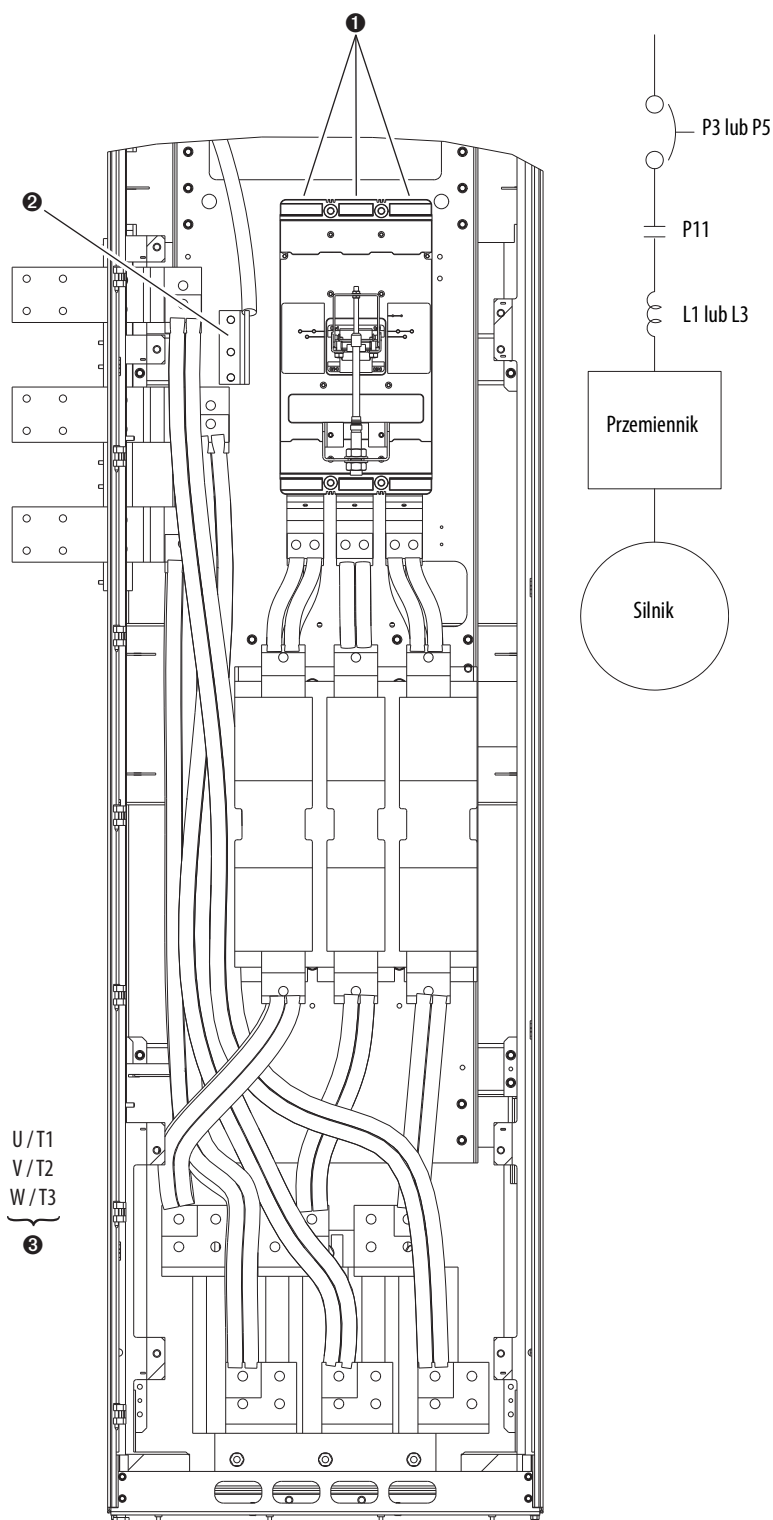 ❶
❷
P3 lub P5
P11
L1 lub L3
Przemiennik
Silnik
U / T1
V / T2
W / T3
❸